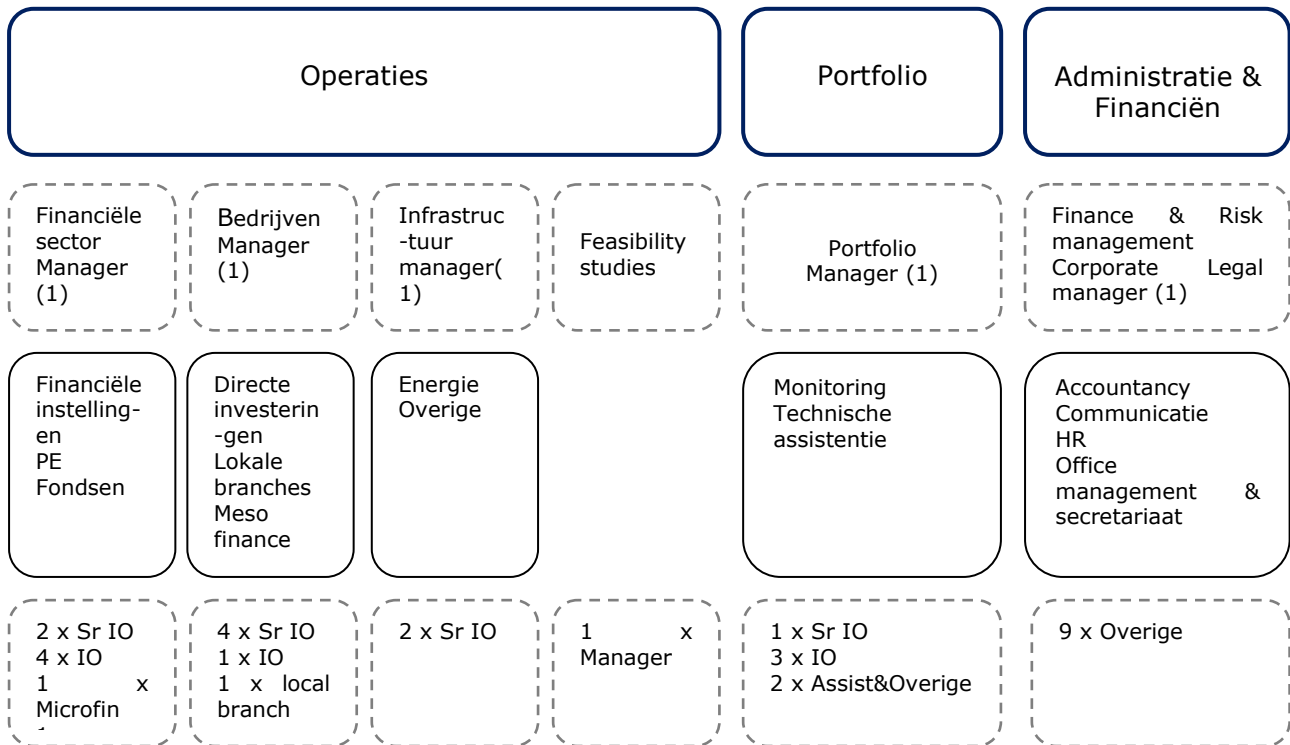 Operaties
Portfolio
Administratie &
Financiën
Financiële
sector
Manager
(1)
Bedrijven
Manager
(1)
Infrastruc
-tuur
manager(
1)
Feasibility
studies
Portfolio
Manager (1)
Finance & Risk
management
Corporate Legal
manager (1)
Financiële
instelling-
en
PE
Fondsen
Directe
investerin
-gen
Lokale
branches
Meso
finance
Energie
Overige
Monitoring
Technische
assistentie
Accountancy
Communicatie
HR
Office
management &
secretariaat
2 x Sr IO
4 x IO
1 x
Microfin
4 x Sr IO
1 x IO
1 x local
branch
2 x Sr IO
1 x
Manager
1 x Sr IO
3 x IO
2 x Assist&Overige
9 x Overige